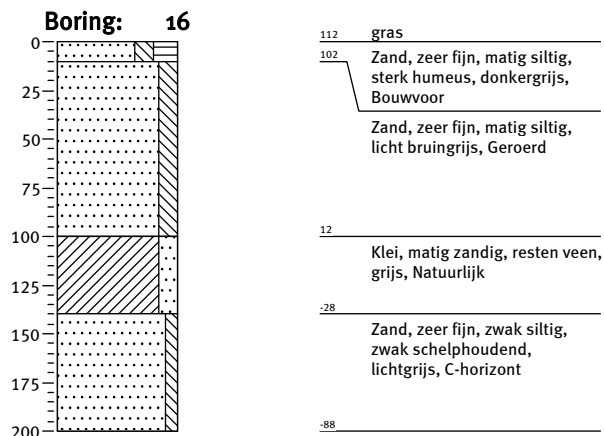 Boring: 16
0
25
50
75
100
125
150
175
200
112 gras
102 Zand, zeer fijn, matig siltig,
sterk humeus, donkergrijs,
Bouwvoor
Zand, zeer fijn, matig siltig,
licht bruingrijs, Geroerd
12
Klei, matig zandig, resten veen,
grijs, Natuurlijk
-28
Zand, zeer fijn, zwak siltig,
zwak schelphoudend,
lichtgrijs, C-horizont
-88